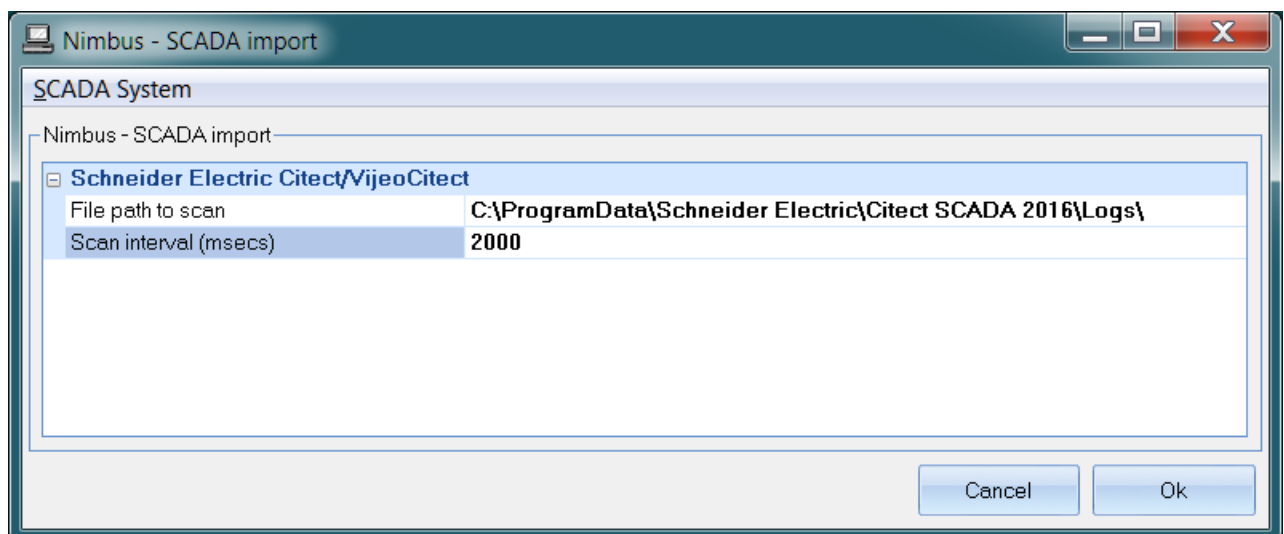 Nimbus - SCADA import
SCADA System
Nimbus - SCADA import
Schneider Electric Citect/VijeoCitect
File path to scan C:\ProgramData\Schneider Electric\Citect SCADA 2016\Logs\
Scan interval (msecs) 2000
Cancel Ok